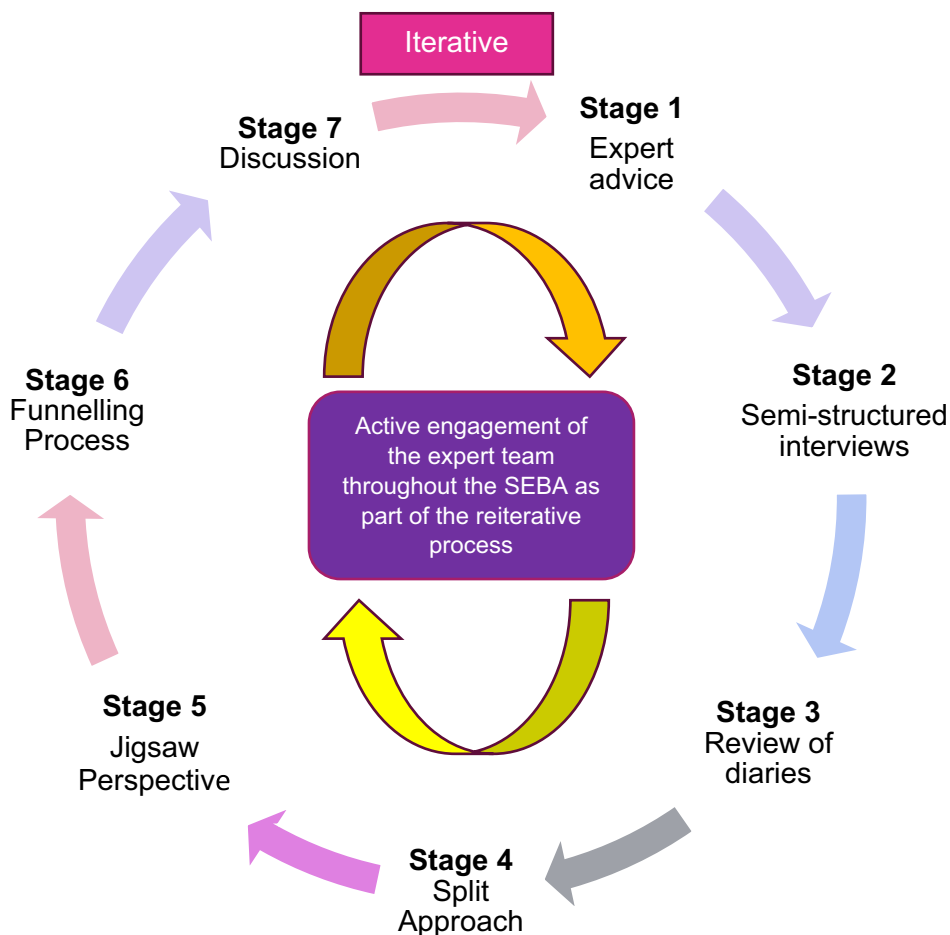 Iterative
Stage 1
Expert
advice
Stage 2
Semi-structured
interviews
Stage 3
Review of
diaries
Stage 4
Split
Approach
Stage 5
Jigsaw
Perspective
Stage 6
Funnelling
Process
Stage 7
Discussion
Active engagement of
the expert team
throughout the SEBA as
part of the reiterative
process